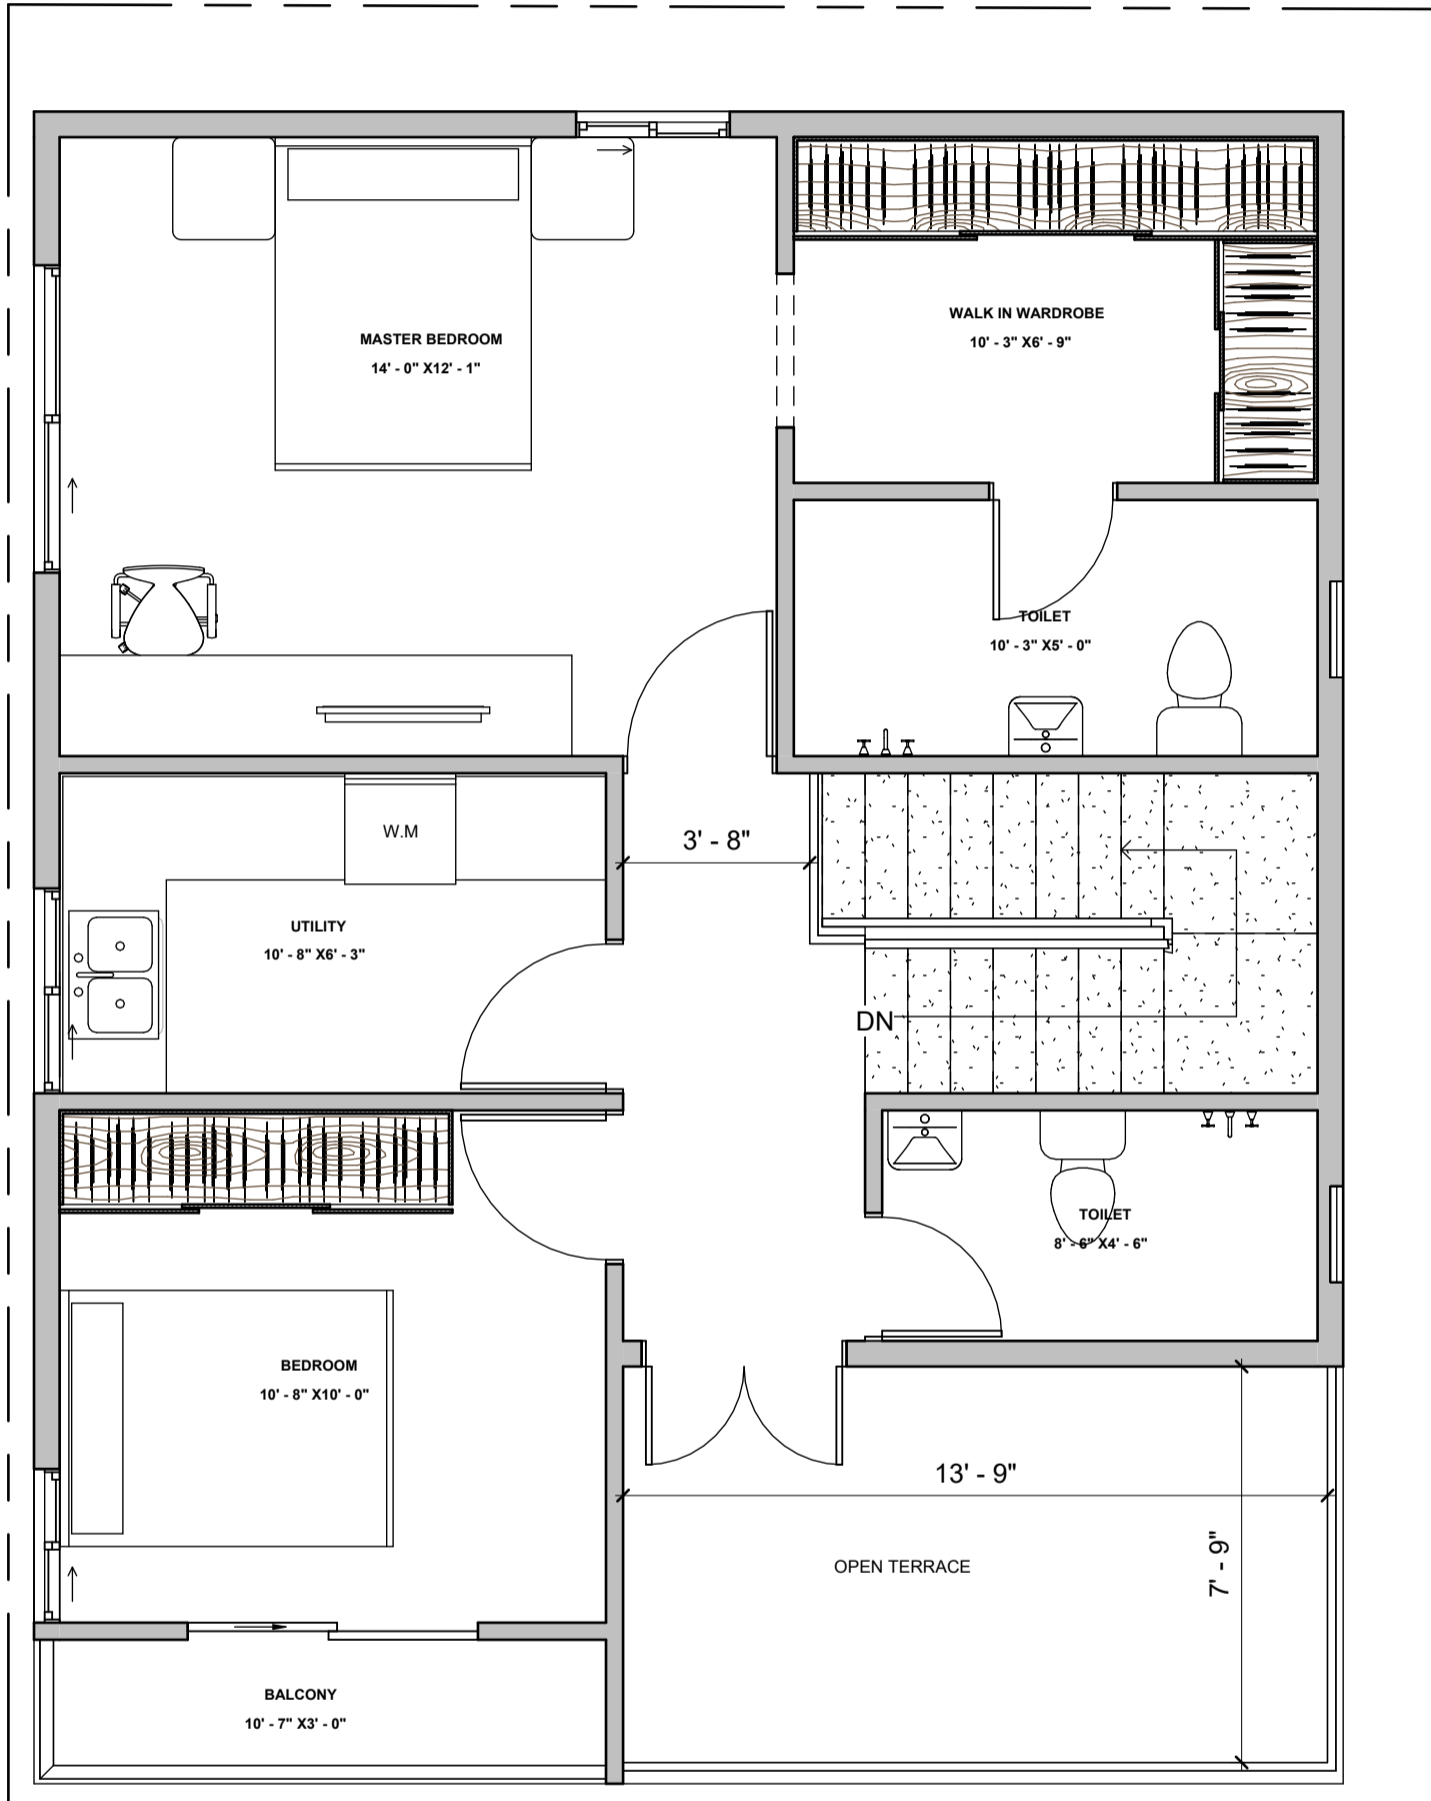 MASTER BEDROOM
14' - 0" X12' - 1"
WALK IN WARDROBE
10' - 3" X6' - 9"
TOILET
10' - 3" X5' - 0"
W.M
3' - 8"
UTILITY
10' - 8" X6' - 3"
DN
TOILET
8' - 6" X4' - 6"
BEDROOM
10' - 8" X10' - 0"
13' - 9"
7' - 9"
OPEN TERRACE
BALCONY
10' - 7" X3' - 0"